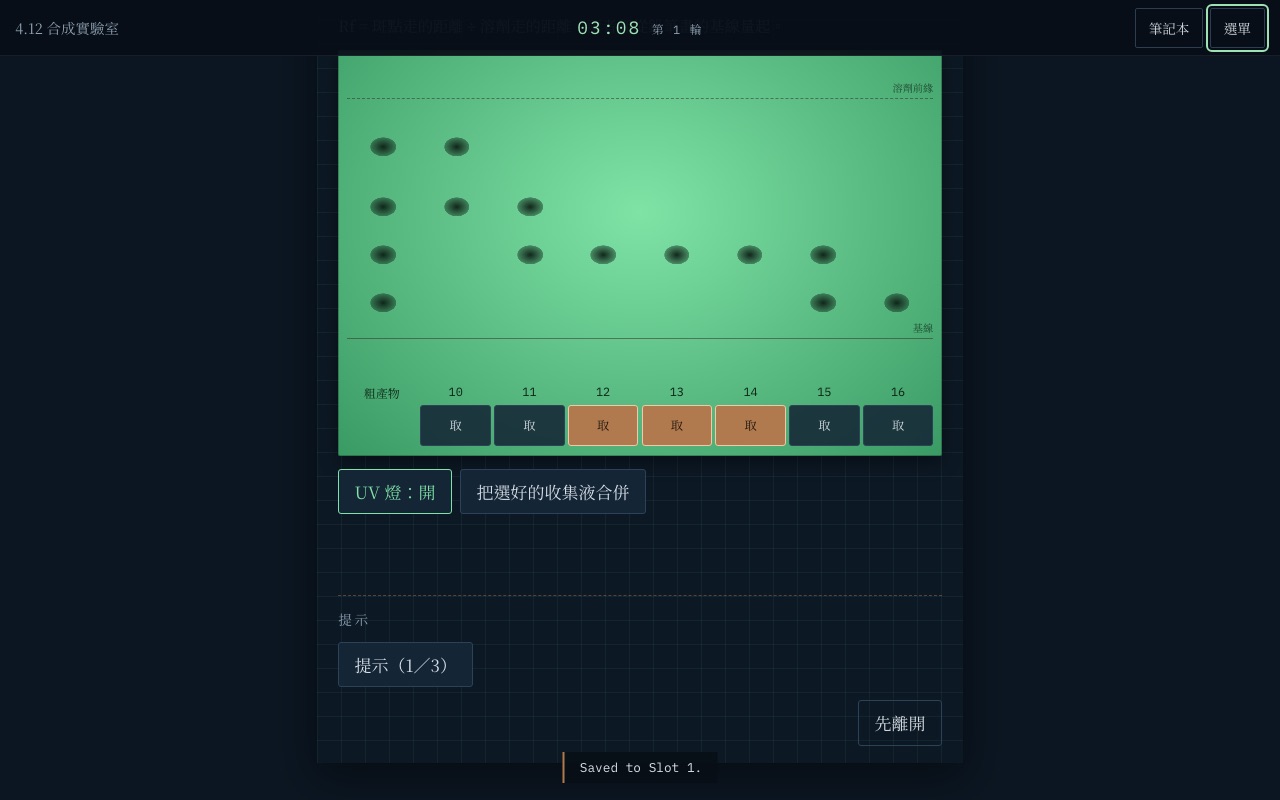 4.12 合成實驗室
03:08 第 1 輪
筆記本
選單
溶劑前緣
基線
粗產物 10 11 12 13 14 15 16
取 取 取 取 取 取 取
UV 燈：開
把選好的收集液合併
提示
提示（1／3）
先離開
Saved to Slot 1.